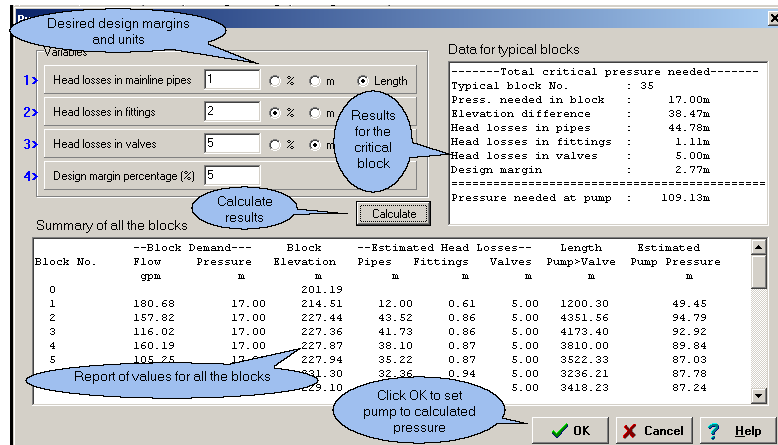 Desired design margins
and units
Variables
1> Head losses in mainline pipes 1 % m Length
2> Head losses in fittings 2 % m
3> Head losses in valves 5 % m
4> Design margin percentage (%) 5
Results
for the
critical
block
Calculate
results
Calculate
Data for typical blocks
-------Total critical pressure needed-------
Typical block No. : 35
Press. needed in block : 17.00m
Elevation difference : 38.47m
Head losses in pipes : 44.78m
Head losses in fittings : 1.11m
Head losses in valves : 5.00m
Design margin : 2.77m
Pressure needed at pump : 109.13m
Summary of all the blocks
--Block Demand--- Block --Estimated Head Losses-- Length Estimated
Block No. Flow Pressure Elevation Pipes Fittings Valves Pump>Valve Pump Pressure
gpm m m m m m m m
0 201.19
1 180.68 17.00 214.51 12.00 0.61 5.00 1200.30 49.45
2 157.82 17.00 227.44 43.52 0.86 5.00 4351.56 94.79
3 116.02 17.00 227.36 41.73 0.86 5.00 4173.40 92.92
4 160.19 17.00 227.87 38.10 0.87 5.00 3810.00 89.84
5 105.25 227.94 35.22 0.87 5.00 3522.33 87.03
32.36 0.94 5.00 3236.21 87.78
5.00 3418.23 87.24
Report of values for all the blocks
Click OK to set
pump to calculated
pressure
OK Cancel ? Help